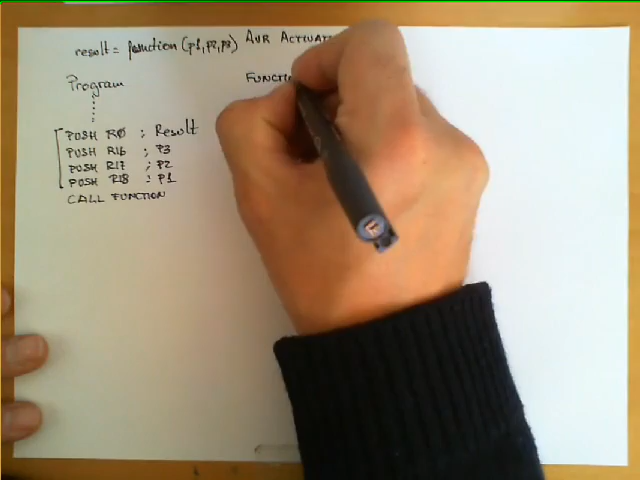 result = function (p1,p2,p3) AVR ACTIVA
Program
FUNCTI
PUSH R0 ; Result
PUSH R16 ; P3
PUSH R17 ; P2
PUSH R18 ; P1
CALL FUNCTION